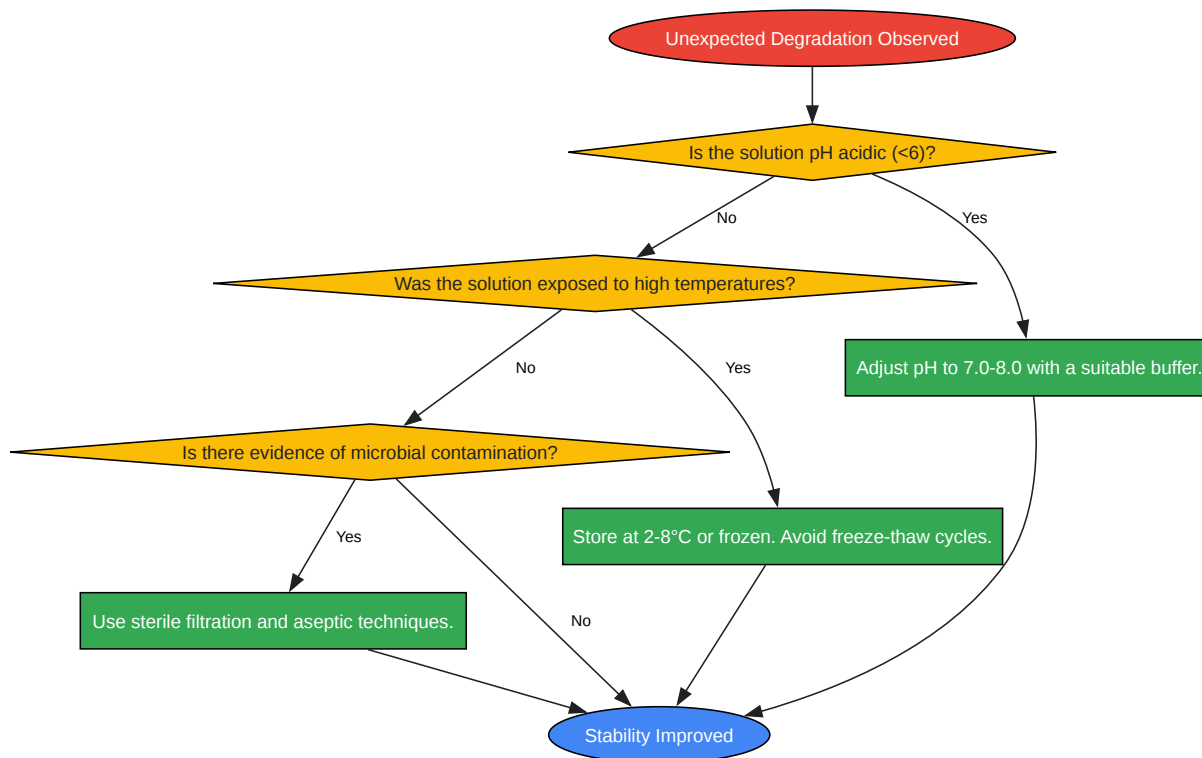 Unexpected Degradation Observed
Is the solution pH acidic (<6)?
No
Yes
Was the solution exposed to high temperatures?
No
Yes
Adjust pH to 7.0-8.0 with a suitable buffer.
Is there evidence of microbial contamination?
Yes
No
Store at 2-8°C or frozen. Avoid freeze-thaw cycles.
Use sterile filtration and aseptic techniques.
Stability Improved